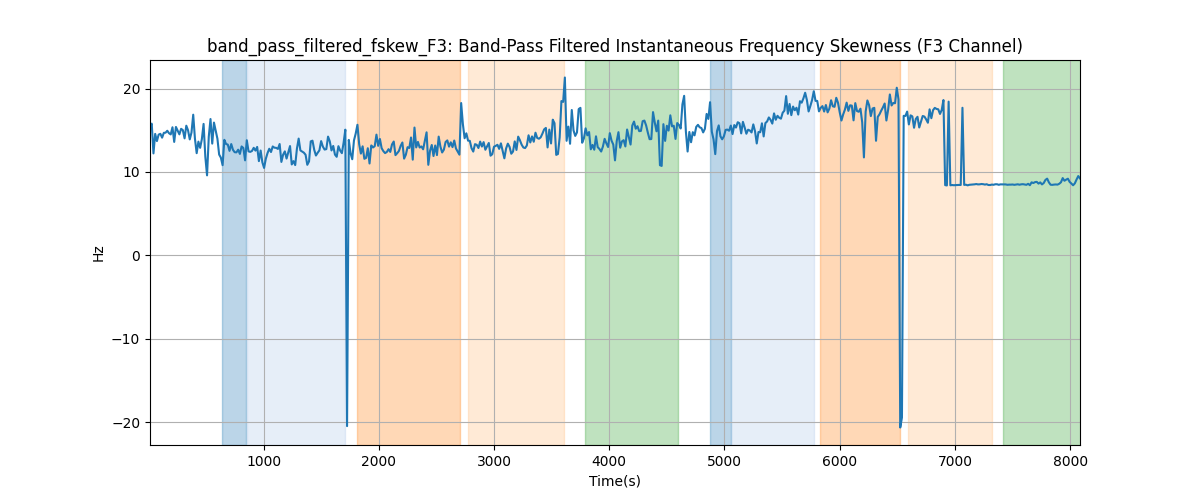 band_pass_filtered_fskew_F3: Band-Pass Filtered Instantaneous Frequency Skewness (F3 Channel)
20
10
0
−10
−20
Hz
1000 2000 3000 4000 5000 6000 7000 8000
Time(s)